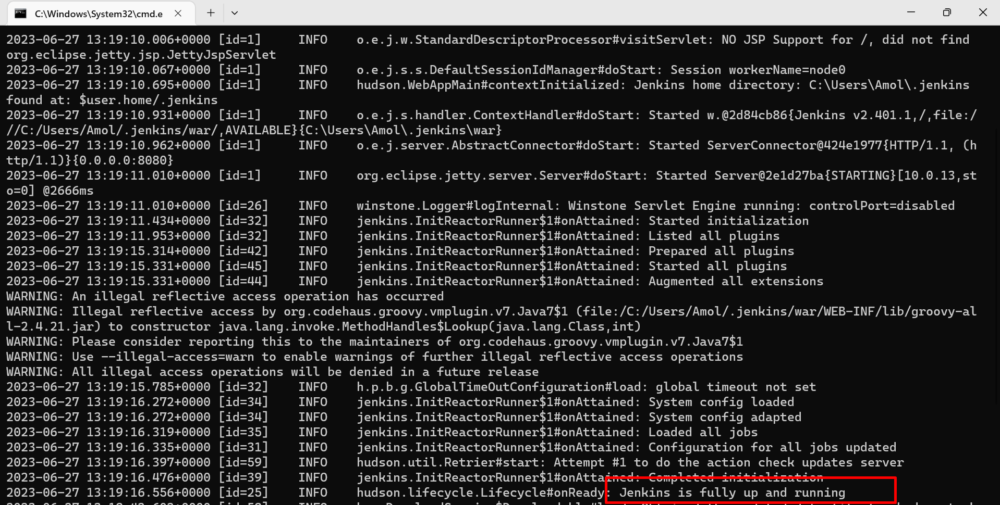 C:\Windows\System32\cmd.e
2023-06-27 13:19:10.006+0000 [id=1]     INFO    o.e.j.w.StandardDescriptorProcessor#visitServlet: NO JSP Support for /, did not find
org.eclipse.jetty.jsp.JettyJspServlet
2023-06-27 13:19:10.067+0000 [id=1]     INFO    o.e.j.s.s.DefaultSessionIdManager#doStart: Session workerName=node0
2023-06-27 13:19:10.695+0000 [id=1]     INFO    hudson.WebAppMain#contextInitialized: Jenkins home directory: C:\Users\Amol\.jenkins
found at: $user.home/.jenkins
2023-06-27 13:19:10.931+0000 [id=1]     INFO    o.e.j.s.handler.ContextHandler#doStart: Started w.@2d84cb86{Jenkins v2.401.1,/,file:/
//C:/Users/Amol/.jenkins/war/,AVAILABLE}{C:\Users\Amol\.jenkins\war}
2023-06-27 13:19:10.962+0000 [id=1]     INFO    o.e.j.server.AbstractConnector#doStart: Started ServerConnector@424e1977{HTTP/1.1, (h
ttp/1.1)}{0.0.0.0:8080}
2023-06-27 13:19:11.010+0000 [id=1]     INFO    org.eclipse.jetty.server.Server#doStart: Started Server@2e1d27ba{STARTING}[10.0.13,st
o=0] @2666ms
2023-06-27 13:19:11.010+0000 [id=26]    INFO    winstone.Logger#logInternal: Winstone Servlet Engine running: controlPort=disabled
2023-06-27 13:19:11.434+0000 [id=32]    INFO    jenkins.InitReactorRunner$1#onAttained: Started initialization
2023-06-27 13:19:11.953+0000 [id=32]    INFO    jenkins.InitReactorRunner$1#onAttained: Listed all plugins
2023-06-27 13:19:15.314+0000 [id=42]    INFO    jenkins.InitReactorRunner$1#onAttained: Prepared all plugins
2023-06-27 13:19:15.331+0000 [id=45]    INFO    jenkins.InitReactorRunner$1#onAttained: Started all plugins
2023-06-27 13:19:15.331+0000 [id=44]    INFO    jenkins.InitReactorRunner$1#onAttained: Augmented all extensions
WARNING: An illegal reflective access operation has occurred
WARNING: Illegal reflective access by org.codehaus.groovy.vmplugin.v7.Java7$1 (file:/C:/Users/Amol/.jenkins/war/WEB-INF/lib/groovy-al
l-2.4.21.jar) to constructor java.lang.invoke.MethodHandles$Lookup(java.lang.Class,int)
WARNING: Please consider reporting this to the maintainers of org.codehaus.groovy.vmplugin.v7.Java7$1
WARNING: Use --illegal-access=warn to enable warnings of further illegal reflective access operations
WARNING: All illegal access operations will be denied in a future release
2023-06-27 13:19:15.785+0000 [id=32]    INFO    h.p.b.g.GlobalTimeOutConfiguration#load: global timeout not set
2023-06-27 13:19:16.272+0000 [id=34]    INFO    jenkins.InitReactorRunner$1#onAttained: System config loaded
2023-06-27 13:19:16.272+0000 [id=34]    INFO    jenkins.InitReactorRunner$1#onAttained: System config adapted
2023-06-27 13:19:16.319+0000 [id=35]    INFO    jenkins.InitReactorRunner$1#onAttained: Loaded all jobs
2023-06-27 13:19:16.335+0000 [id=31]    INFO    jenkins.InitReactorRunner$1#onAttained: Configuration for all jobs updated
2023-06-27 13:19:16.397+0000 [id=59]    INFO    hudson.util.Retrier#start: Attempt #1 to do the action check updates server
2023-06-27 13:19:16.476+0000 [id=39]    INFO    jenkins.InitReactorRunner$1#onAttained: Completed initialization
2023-06-27 13:19:16.556+0000 [id=25]    INFO    hudson.lifecycle.Lifecycle#onReady: Jenkins is fully up and running